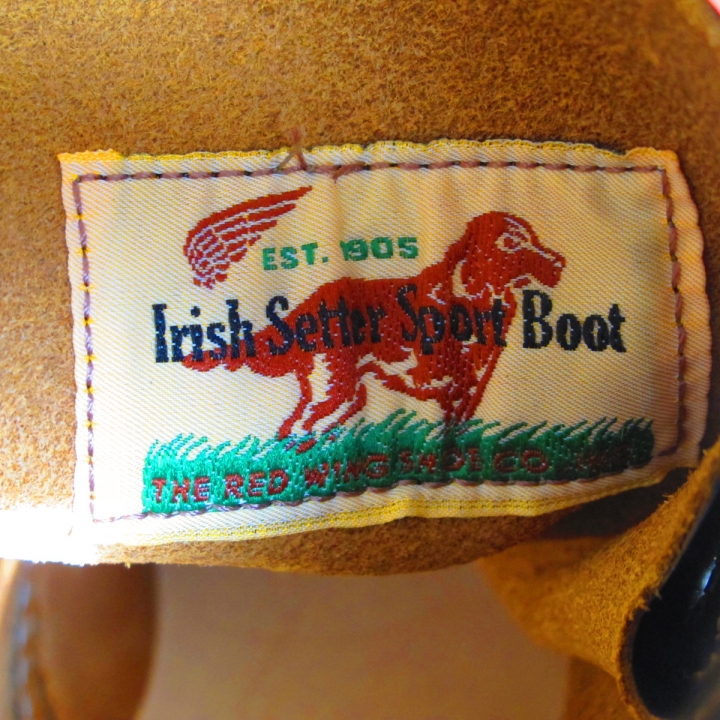 EST. 1905
Irish Setter Sport Boot
THE RED WING SHOE CO